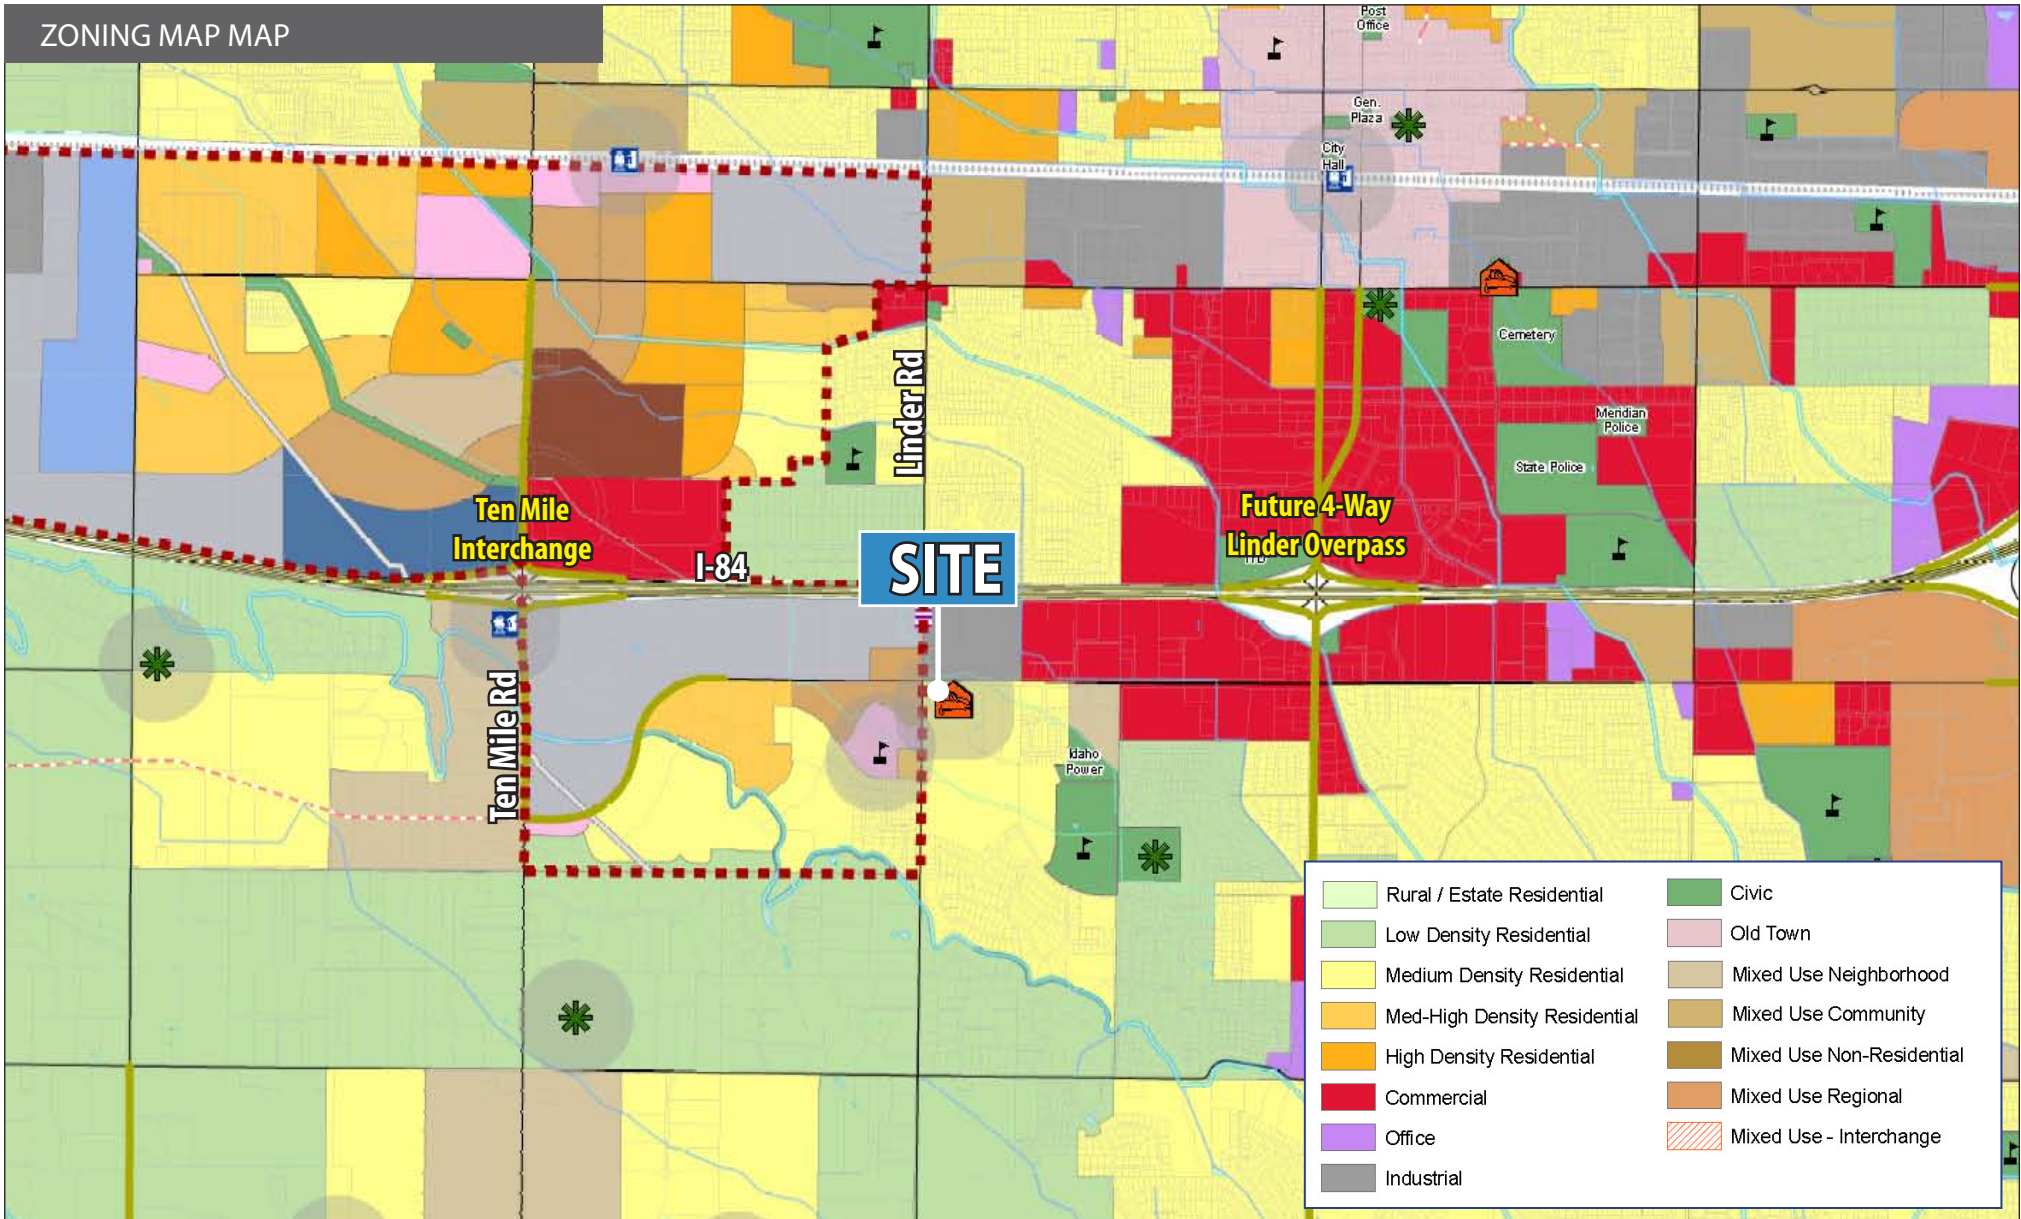 ZONING MAP MAP
Post
Office
Gen.
Plaza
City
Hall
Cemetery
Meridian
Police
State Police
Linder Rd
Ten Mile
Interchange
Future 4-Way
Linder Overpass
I-84
SITE
Ten Mile Rd
Idaho
Power
Rural / Estate Residential
Low Density Residential
Medium Density Residential
Med-High Density Residential
High Density Residential
Commercial
Office
Industrial
Civic
Old Town
Mixed Use Neighborhood
Mixed Use Community
Mixed Use Non-Residential
Mixed Use Regional
Mixed Use - Interchange